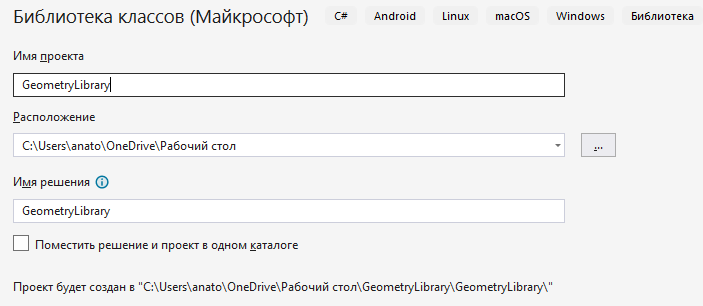 Библиотека классов (Майкрософт) C# Android Linux macOS Windows Библиотека
Имя проекта
GeometryLibrary
Расположение
C:\Users\anato\OneDrive\Рабочий стол ...
Имя решения
GeometryLibrary
Поместить решение и проект в одном каталоге
Проект будет создан в "C:\Users\anato\OneDrive\Рабочий стол\GeometryLibrary\GeometryLibrary\"